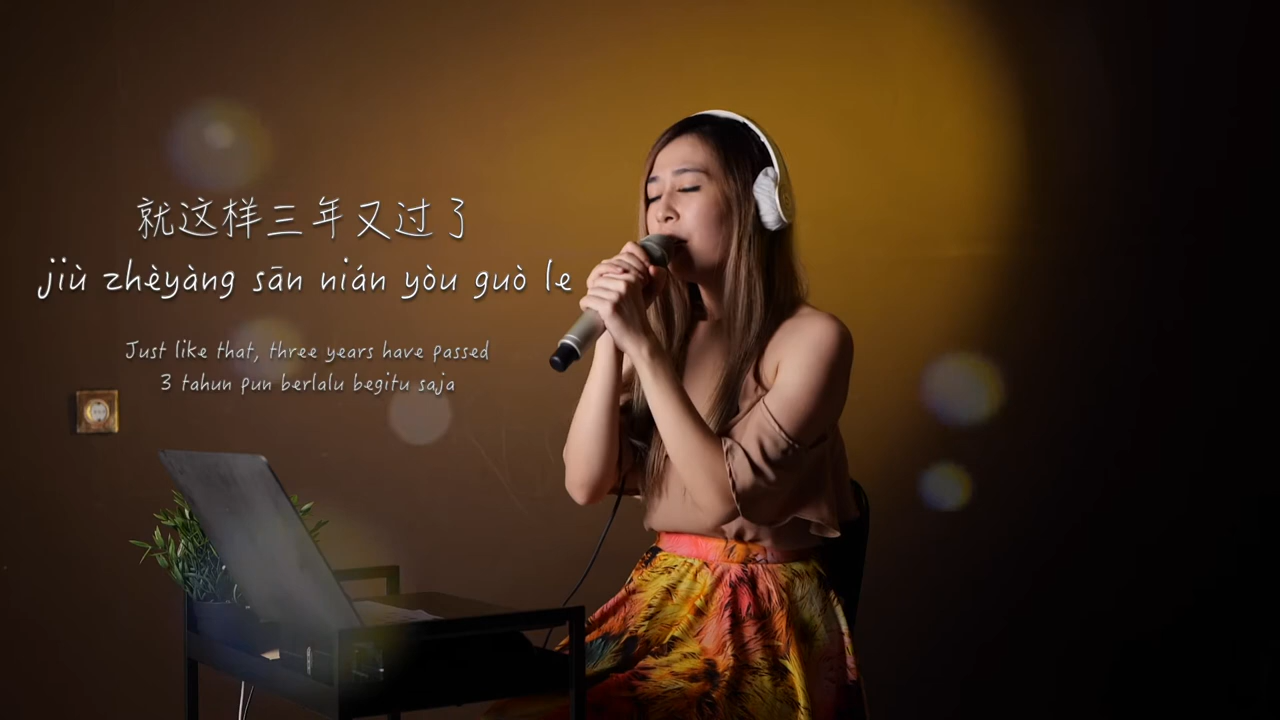 就这样三年又过了
jiù zhèyàng sān nián yòu guò le
Just like that, three years have passed
3 tahun pun berlalu begitu saja